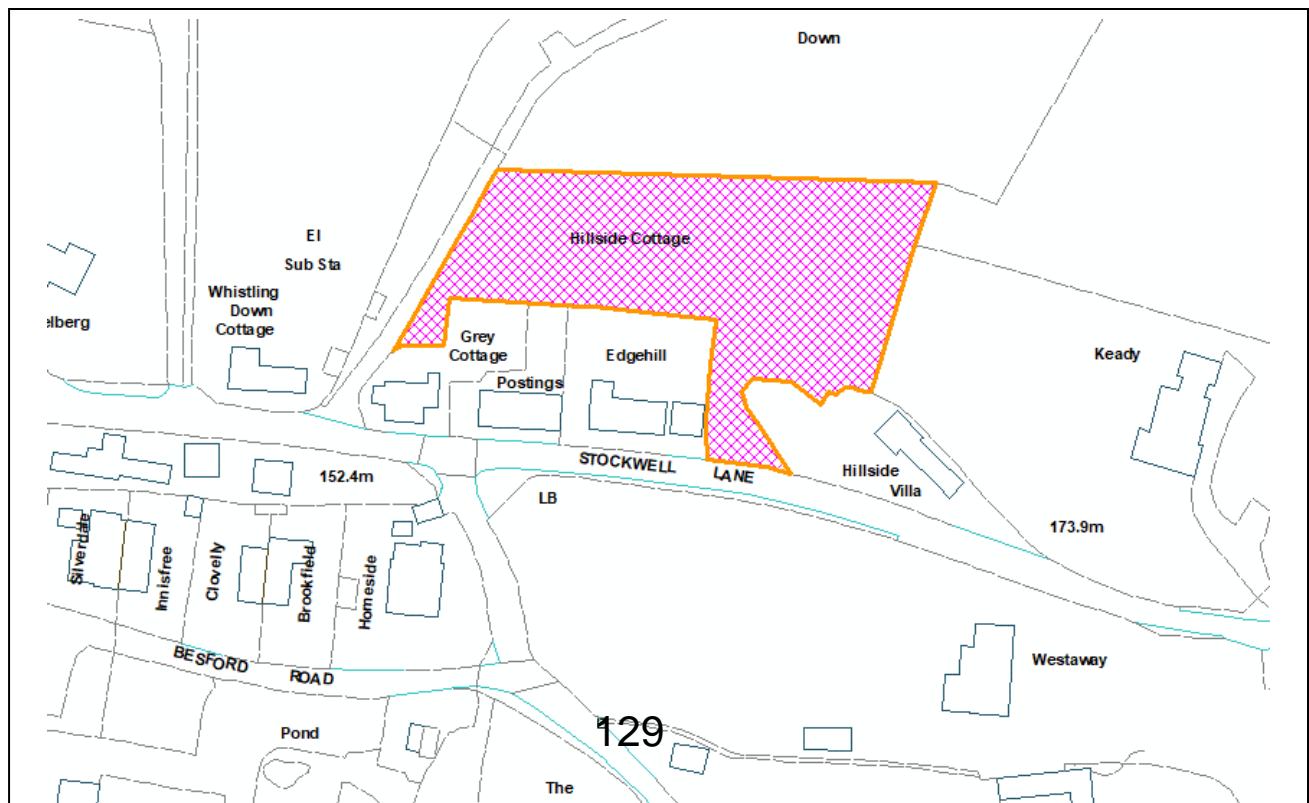 Down
El
Sub Sta
Hillside Cottage
Whistling
Down
Cottage
elberg
Grey
Cottage
Edgehill
Keady
Postings
STOCKWELL LANE
Hillside
Villa
152.4m
LB
173.9m
Silverdale
Innisfree
Clovelly
Brookfield
Homeside
BESFORD ROAD
Westaway
Pond
129
The